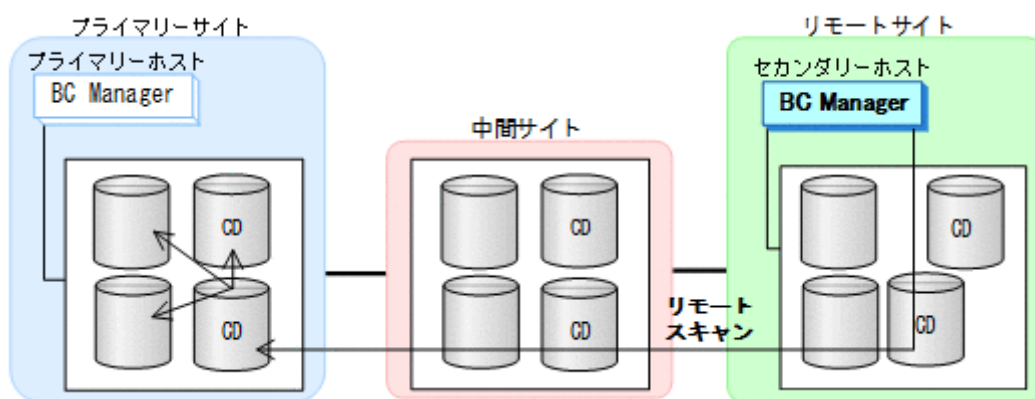 プライマリーサイト
プライマリーホスト
BC Manager
CD
CD
中間サイト
CD
CD
リモートサイト
セカンダリーホスト
BC Manager
CD
CD
リモート
スキャン